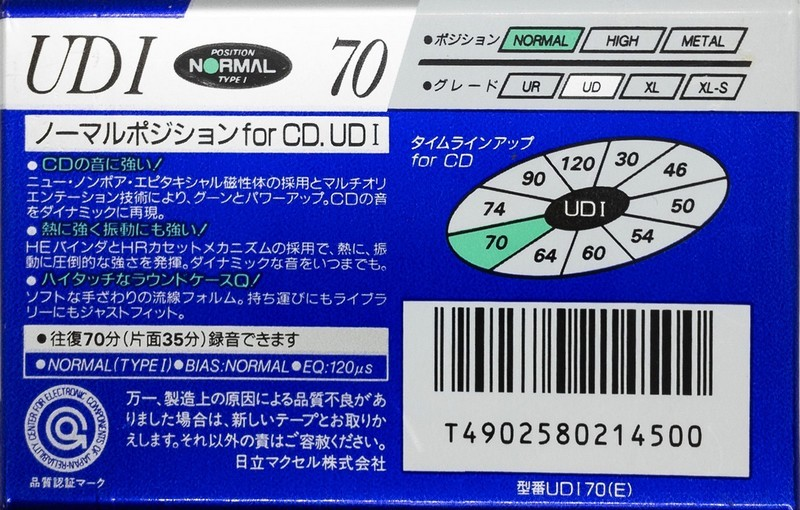 UD I
POSITION
NORMAL
TYPE I
70
●ポジション NORMAL HIGH METAL
●グレード UR UD XL XL-S
ノーマルポジション for CD. UD I
●CDの音に強い!
ニュー・ノンポア・エピタキシャル磁性体の採用とマルチオリ
エンテーション技術により、グーンとパワーアップ。CDの音
をダイナミックに再現。
●熱に強く振動にも強い!
HEバインダとHRカセットメカニズムの採用で、熱に、振
動に圧倒的な強さを発揮。ダイナミックな音をいつまでも。
●ハイタッチなラウンドケースQ!
ソフトな手ざわりの流線フォルム。持ち運びにもライブラ
リーにもジャストフィット。
●往復70分(片面35分)録音できます
●NORMAL(TYPE I)●BIAS:NORMAL●EQ:120μs
RELIABILITY CENTER FOR ELECTRONIC COMPONENTS OF JAPAN
品質認証マーク
万一、製造上の原因による品質不良があ
りました場合は、新しいテープとお取りか
えします。それ以外の責はご容赦ください。
日立マクセル株式会社
タイムラインアップ
for CD
UD I
30
46
50
54
60
64
70
74
90
120
T4902580214500
型番UD I 70(E)